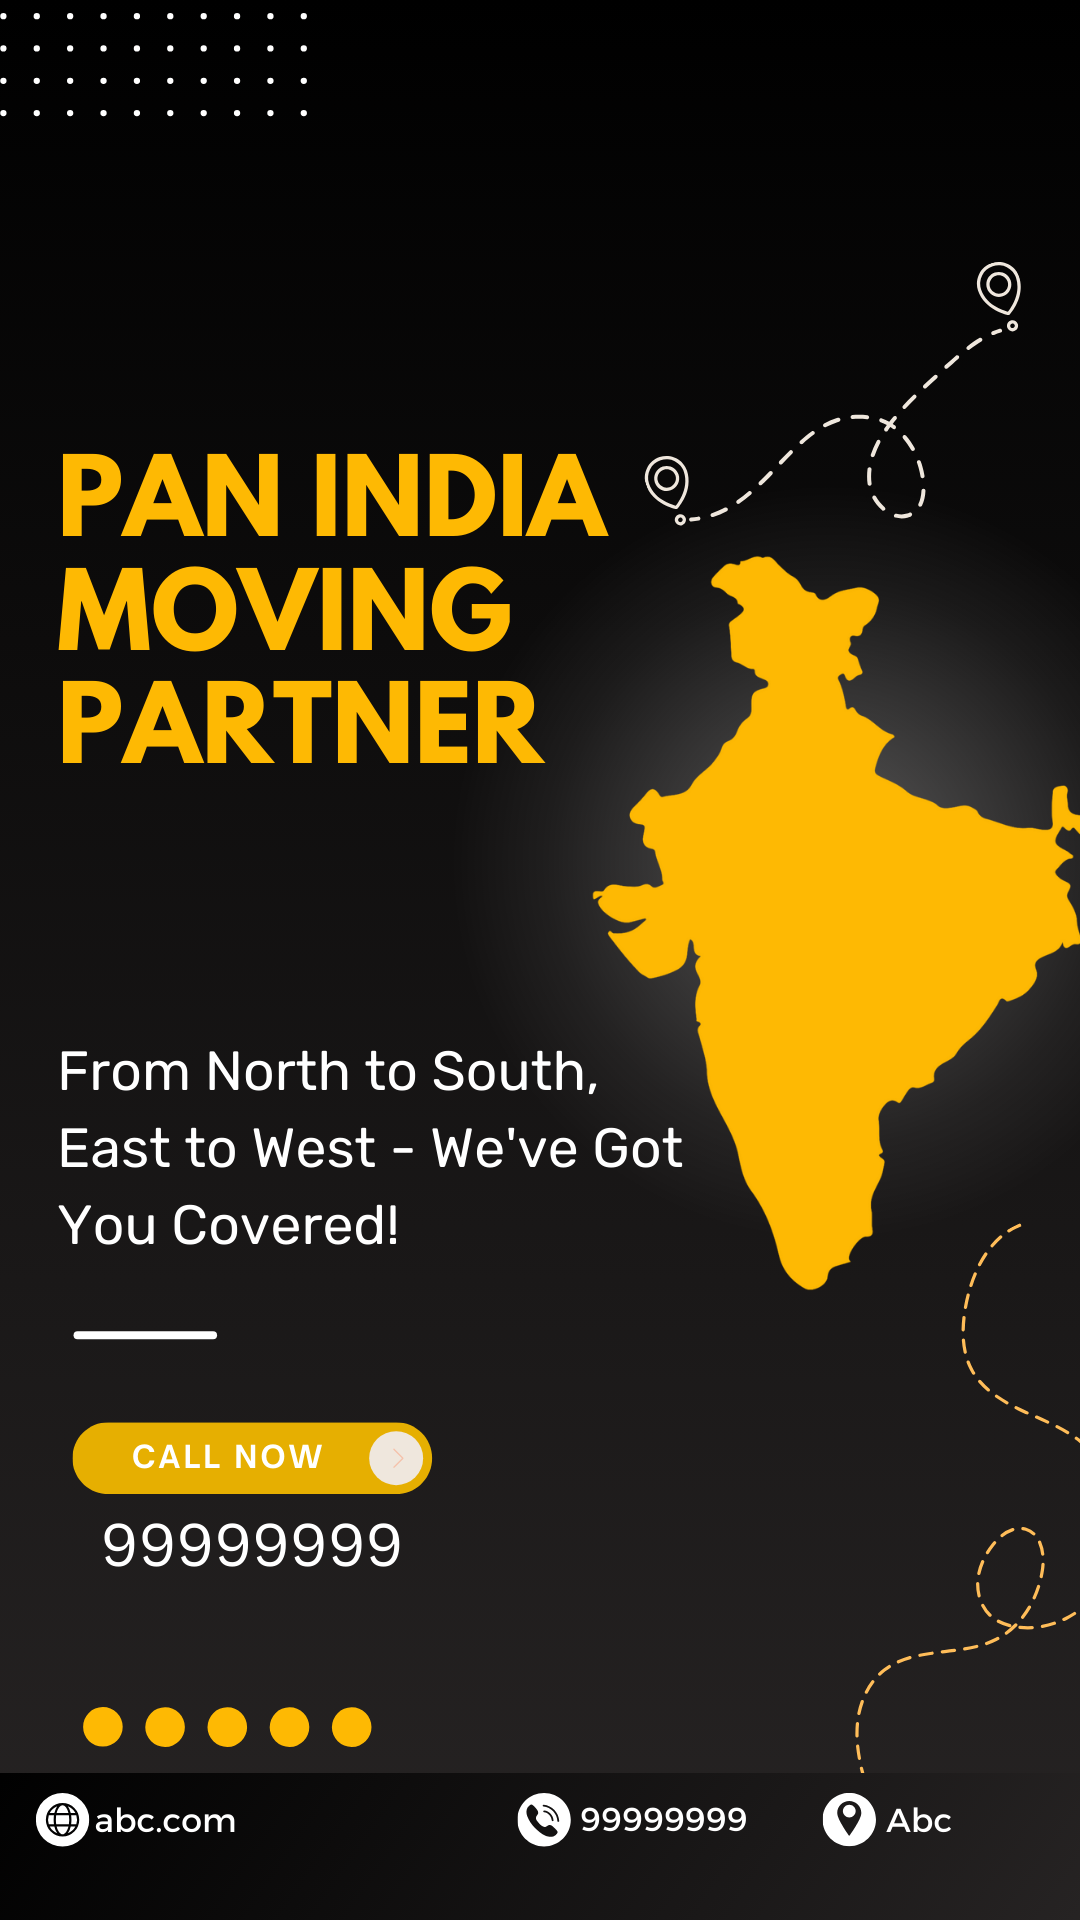 PAN INDIA
MOVING
PARTNER
From North to South,
East to West - We've Got
You Covered!
CALL NOW
99999999
abc.com
99999999
Abc